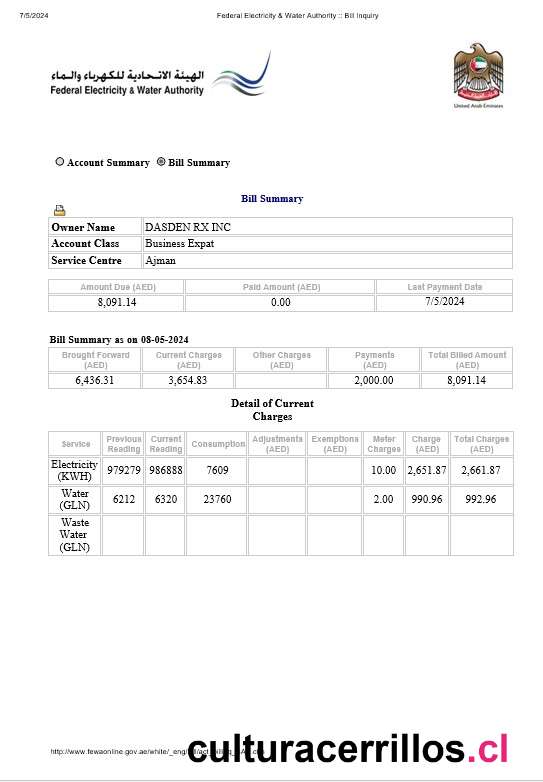 7/5/2024
Federal Electricity & Water Authority :: Bill Inquiry
الهيئة الاتحادية للكهرباء والماء
Federal Electricity & Water Authority
United Arab Emirates
Account Summary Bill Summary
Bill Summary
Owner Name DASDEN RX INC
Account Class Business Expat
Service Centre Ajman
Amount Due (AED) Paid Amount (AED) Last Payment Date
8,091.14 0.00 7/5/2024
Bill Summary as on 08-05-2024
Brought Forward (AED) Current Charges (AED) Other Charges (AED) Payments (AED) Total Billed Amount (AED)
6,436.31 3,654.83 2,000.00 8,091.14
Detail of Current
Charges
Service Previous Reading Current Reading Consumption Adjustments (AED) Exemptions (AED) Meter Charges Charge (AED) Total Charges (AED)
Electricity (KWH) 979279 986888 7609 10.00 2,651.87 2,661.87
Water (GLN) 6212 6320 23760 2.00 990.96 992.96
Waste Water (GLN)
http://www.fewaonline.gov.ae/white/_eng/
culturacerrillos.cl